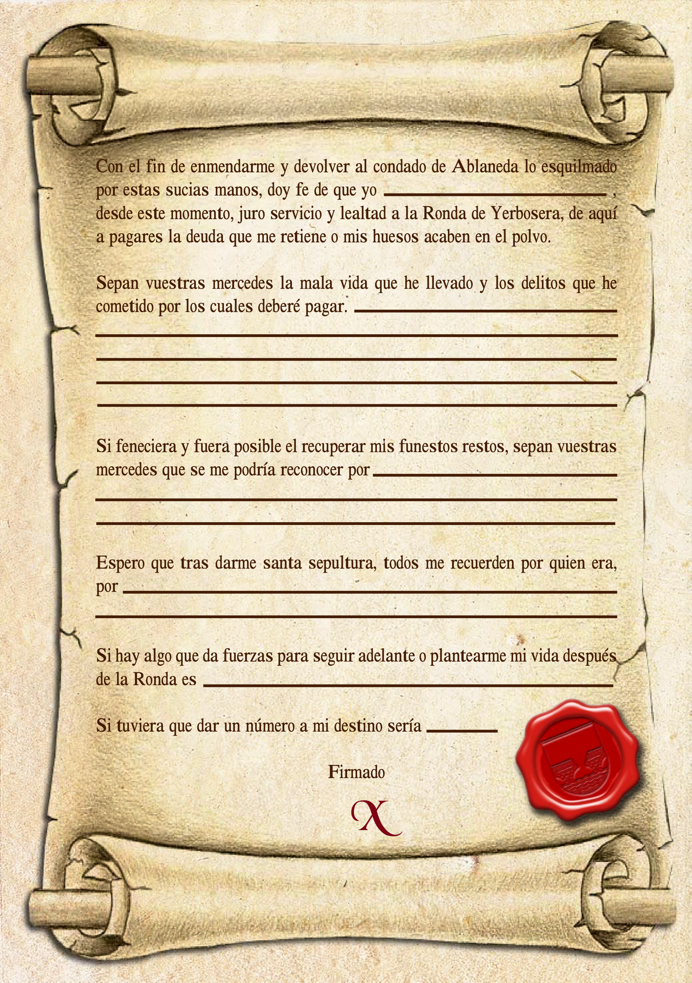 Con el fin de enmendarme y devolver al condado de Ablaneda lo esquilmado
por estas sucias manos, doy fe de que yo ____________________ ,
desde este momento, juro servicio y lealtad a la Ronda de Yerbosera, de aquí
a pagares la deuda que me retiene o mis huesos acaben en el polvo.
Sepan vuestras mercedes la mala vida que he llevado y los delitos que he
cometido por los cuales deberé pagar. ____________________
Si feneciera y fuera posible el recuperar mis funestos restos, sepan vuestras
mercedes que se me podría reconocer por ____________________
Espero que tras darme santa sepultura, todos me recuerden por quien era,
por ____________________
Si hay algo que da fuerzas para seguir adelante o plantearme mi vida después
de la Ronda es ____________________
Si tuviera que dar un número a mi destino sería ________
Firmado
X